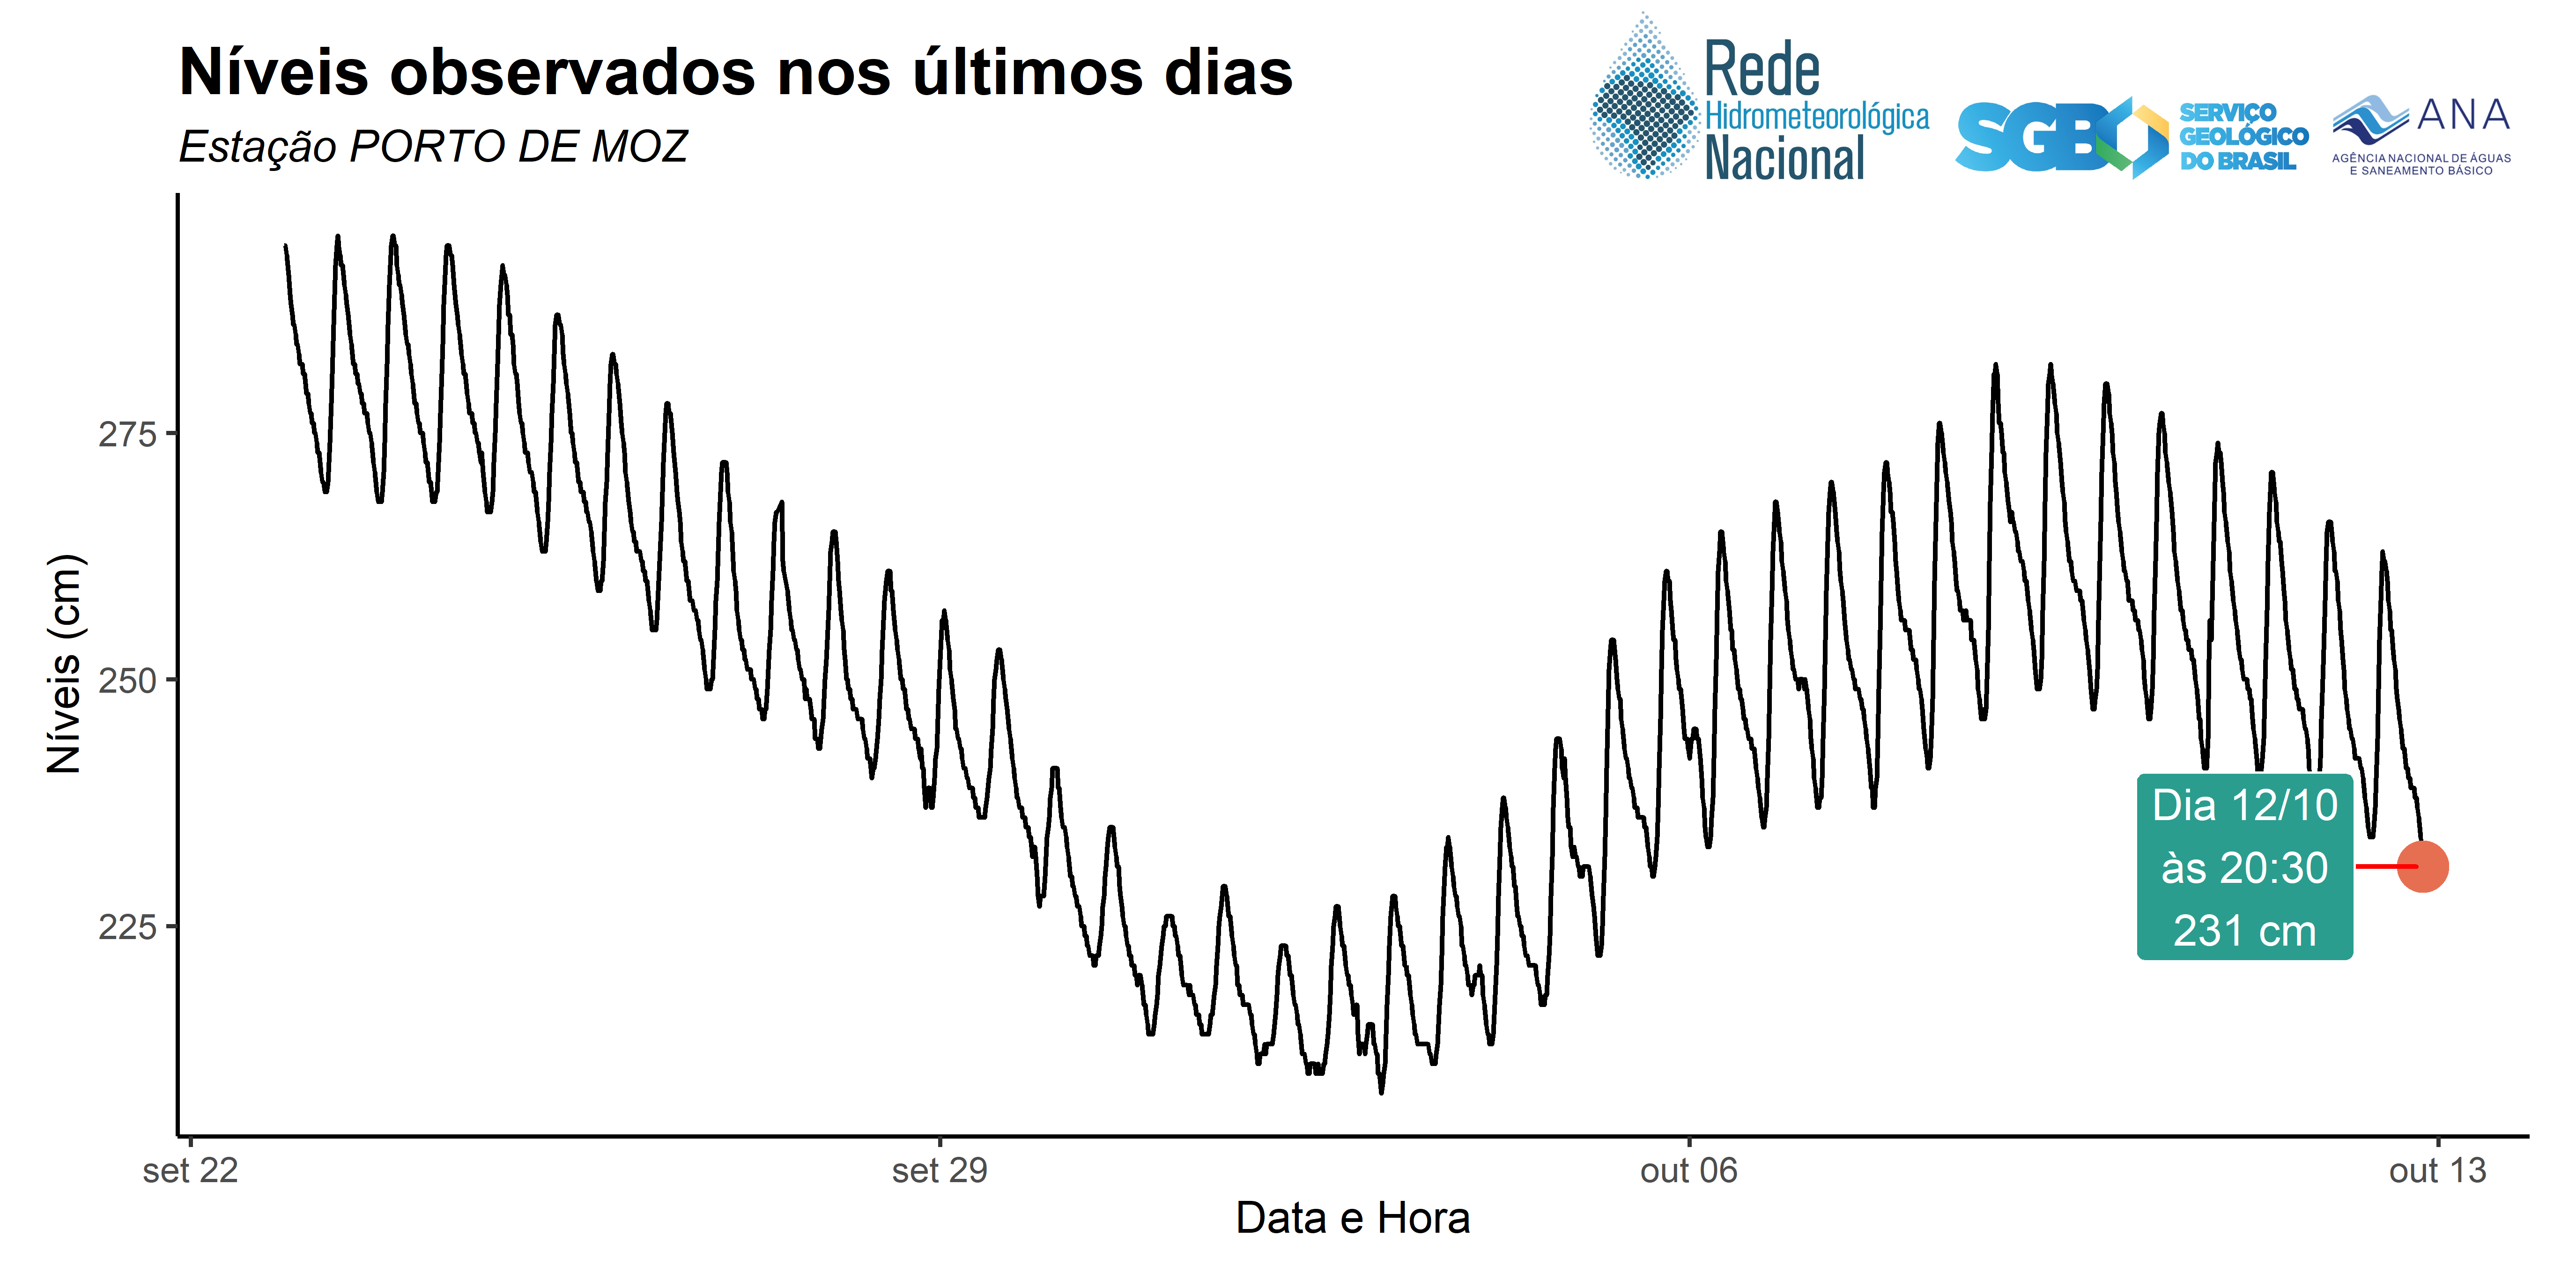 Níveis observados nos últimos dias
Estação PORTO DE MOZ
Rede
Hidrometeorológica
Nacional
SGB
SERVIÇO
GEOLÓGICO
DO BRASIL
ANA
AGÊNCIA NACIONAL DE ÁGUAS
E SANEAMENTO BÁSICO
Níveis (cm)
275
250
225
Dia 12/10
às 20:30
231 cm
set 22
set 29
out 06
out 13
Data e Hora